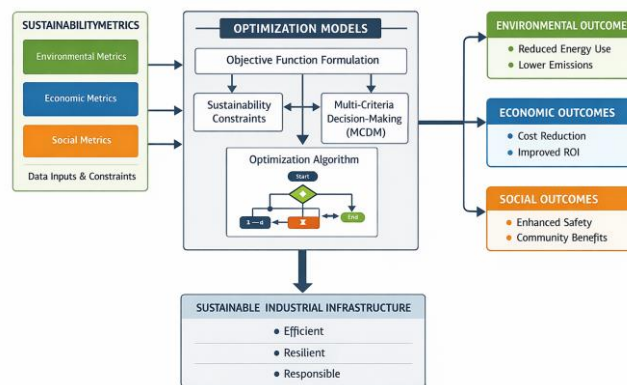 SUSTAINABILITYMETRICS
Environmental Metrics
Economic Metrics
Social Metrics
Data Inputs & Constraints
OPTIMIZATION MODELS
Objective Function Formulation
Sustainability
Constraints
Multi-Criteria
Decision-Making
(MCDM)
Optimization Algorithm
Start
End
ENVIRONMENTAL OUTCOME
• Reduced Energy Use
• Lower Emissions
ECONOMIC OUTCOMES
• Cost Reduction
• Improved ROI
SOCIAL OUTCOMES
• Enhanced Safety
• Community Benefits
SUSTAINABLE INDUSTRIAL INFRASTRUCTURE
• Efficient
• Resilient
• Responsible